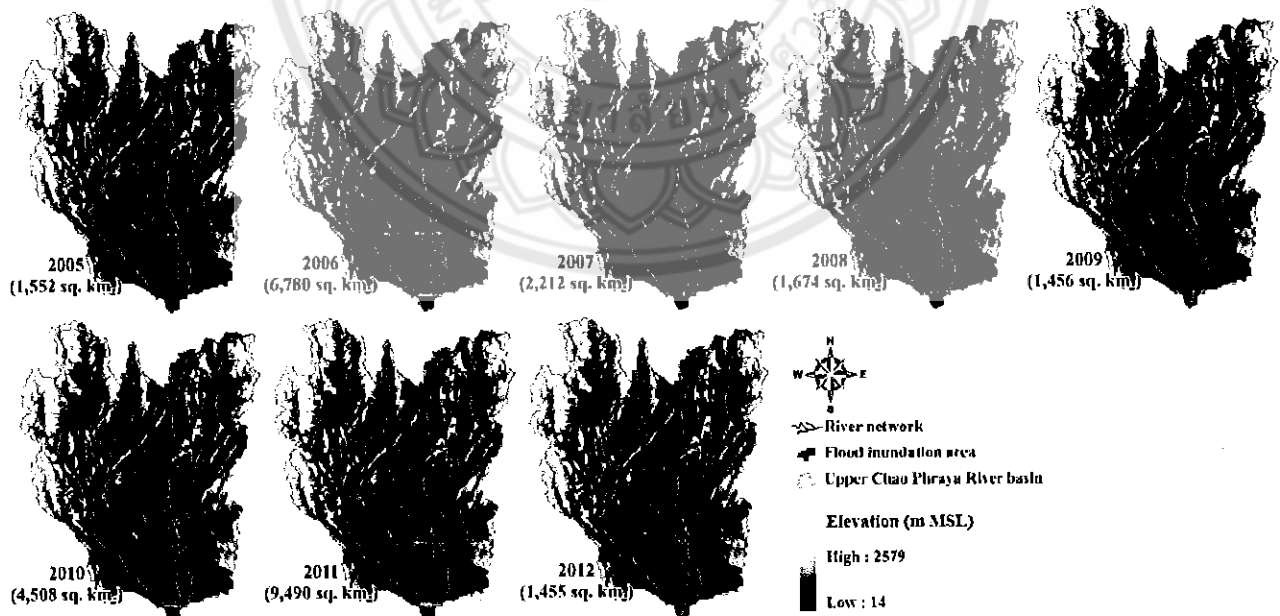 2005
(1,552 sq. km.)
2006
(6,780 sq. km.)
2007
(2,212 sq. km.)
2008
(1,674 sq. km.)
2009
(1,456 sq. km.)
2010
(4,508 sq. km.)
2011
(9,490 sq. km.)
2012
(1,455 sq. km.)
N
W E
S
River network
Flood inundation area
Upper Chao Phraya River basin
Elevation (m MSL)
High : 2579
Low : 14